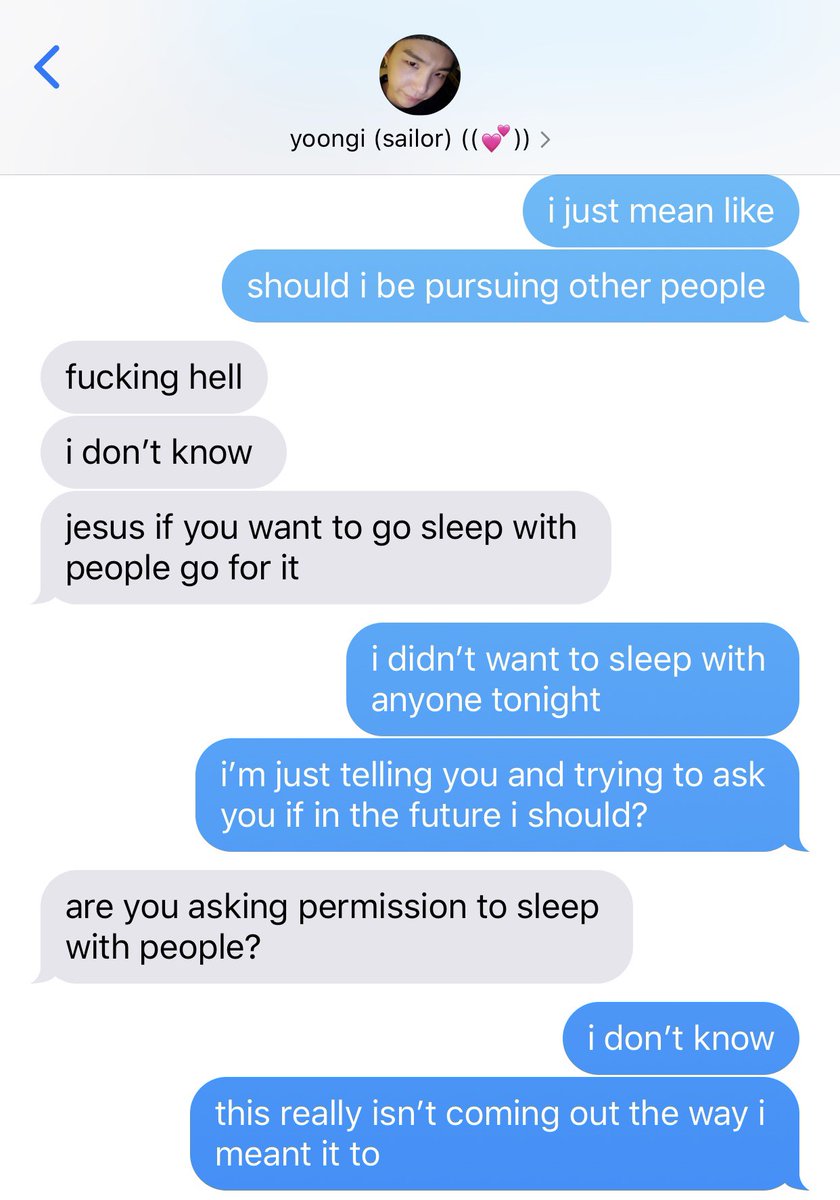 yoongi (sailor) ((💕))
i just mean like
should i be pursuing other people
fucking hell
i don’t know
jesus if you want to go sleep with
people go for it
i didn’t want to sleep with
anyone tonight
i’m just telling you and trying to ask
you if in the future i should?
are you asking permission to sleep
with people?
i don’t know
this really isn’t coming out the way i
meant it to